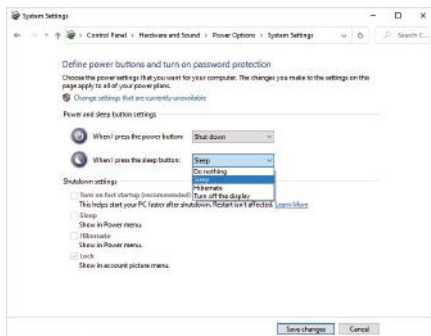 System Settings
Control Panel > Hardware and Sound > Power Options > System Settings
Search C...
Define power buttons and turn on password protection
Choose the power settings that you want for your computer. The changes you make to the settings on this
page apply to all of your power plans.
Change settings that are currently unavailable
Power and sleep button settings
When I press the power button:
Shut down
When I press the sleep button:
Sleep
Do nothing
Sleep
Hibernate
Turn off the display
Shutdown settings
Turn on fast startup (recommended)
This helps start your PC faster after shutdown. Restart isn't affected. Learn More
Sleep
Show in Power menu.
Hibernate
Show in Power menu.
Lock
Show in account picture menu.
Save changes
Cancel